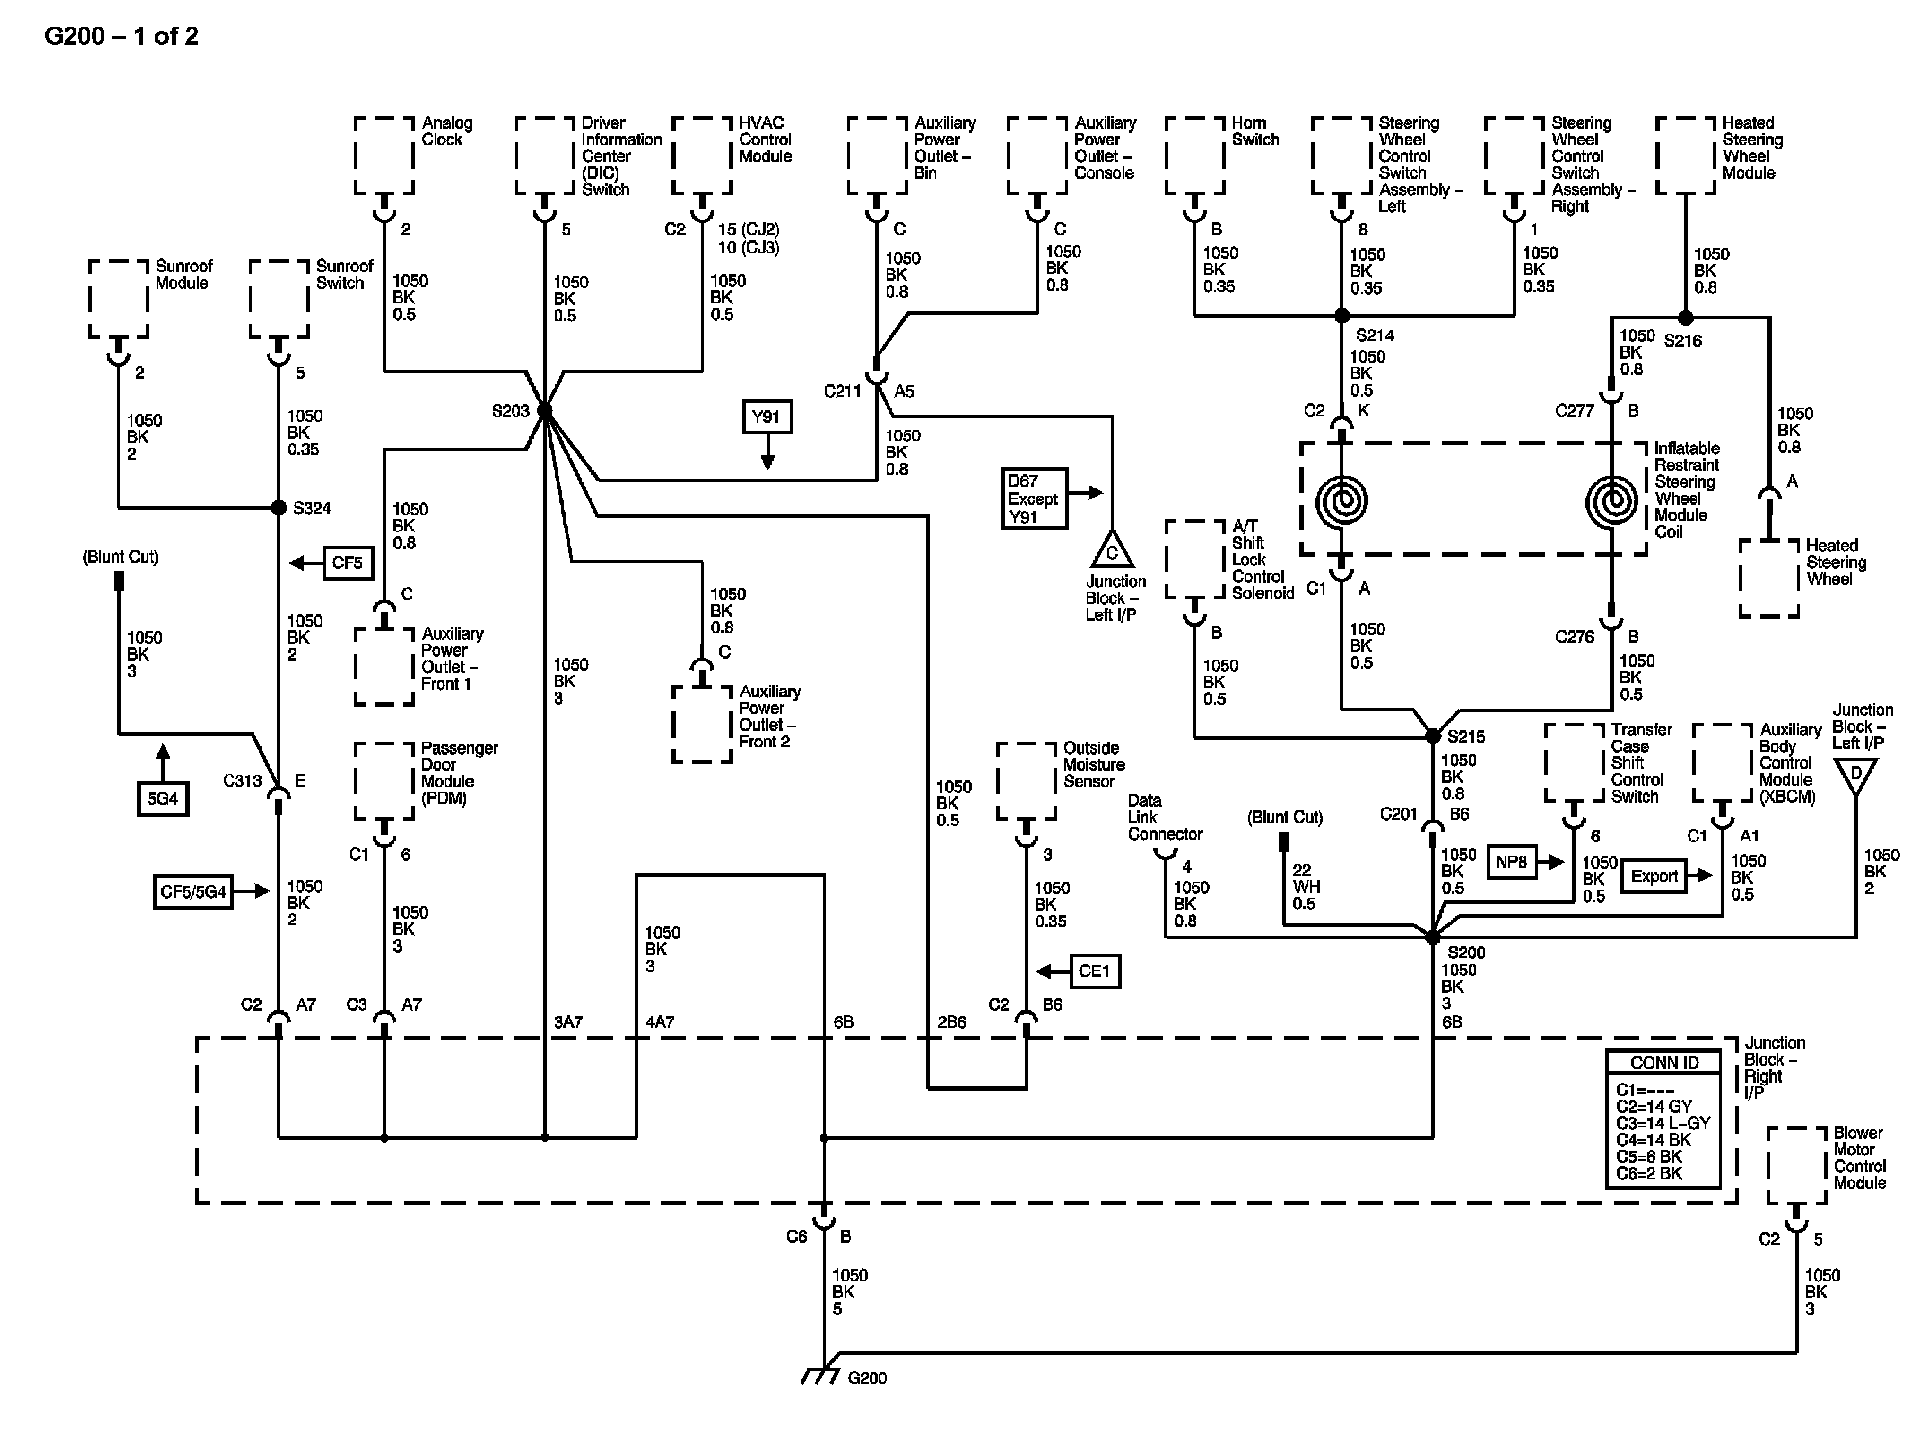 G200 – 1 of 2
Analog
Clock
Driver
Information
Center
(DIC)
Switch
HVAC
Control
Module
Auxiliary
Power
Outlet –
Bin
Auxiliary
Power
Outlet –
Console
Horn
Switch
Steering
Wheel
Control
Switch
Assembly –
Left
Steering
Wheel
Control
Switch
Assembly –
Right
Heated
Steering
Wheel
Module
2
5
C2
15 (CJ2)
10 (CJ3)
C
C
B
8
1
1050
BK
0.5
1050
BK
0.5
1050
BK
0.5
1050
BK
0.8
1050
BK
0.8
1050
BK
0.35
1050
BK
0.35
1050
BK
0.35
1050
BK
0.8
Sunroof
Module
Sunroof
Switch
2
5
1050
BK
2
1050
BK
0.35
S324
S203
Y91
C211
A5
1050
BK
0.8
S214
1050
BK
0.5
C2
K
S216
1050
BK
0.8
C277
B
1050
BK
0.8
A
Heated
Steering
Wheel
Inflatable
Restraint
Steering
Wheel
Module
Coil
D67
Except
Y91
C
Junction
Block –
Left I/P
A/T
Shift
Lock
Control
Solenoid
B
1050
BK
0.5
C1
A
1050
BK
0.5
C276
B
1050
BK
0.5
(Blunt Cut)
CF5
1050
BK
3
1050
BK
2
5G4
C313
E
CF5/5G4
1050
BK
2
1050
BK
0.8
C
Auxiliary
Power
Outlet –
Front 1
Passenger
Door
Module
(PDM)
C1
6
1050
BK
3
1050
BK
3
1050
BK
0.8
C
Auxiliary
Power
Outlet –
Front 2
1050
BK
3
1050
BK
0.5
Outside
Moisture
Sensor
3
1050
BK
0.35
CE1
Data
Link
Connector
4
1050
BK
0.8
(Blunt Cut)
22
WH
0.5
S215
1050
BK
0.8
C201
B6
1050
BK
0.5
NP8
Transfer
Case
Shift
Control
Switch
6
1050
BK
0.5
Export
Auxiliary
Body
Control
Module
(XBCM)
C1
A1
1050
BK
0.5
Junction
Block –
Left I/P
D
1050
BK
2
S200
1050
BK
3
C2
A7
C3
A7
3A7
4A7
6B
2B6
C2
B6
6B
Junction
Block –
Right
I/P
CONN ID
C1=---
C2=14 GY
C3=14 L–GY
C4=14 BK
C5=6 BK
C6=2 BK
Blower
Motor
Control
Module
C2
5
1050
BK
3
C6
B
1050
BK
5
G200